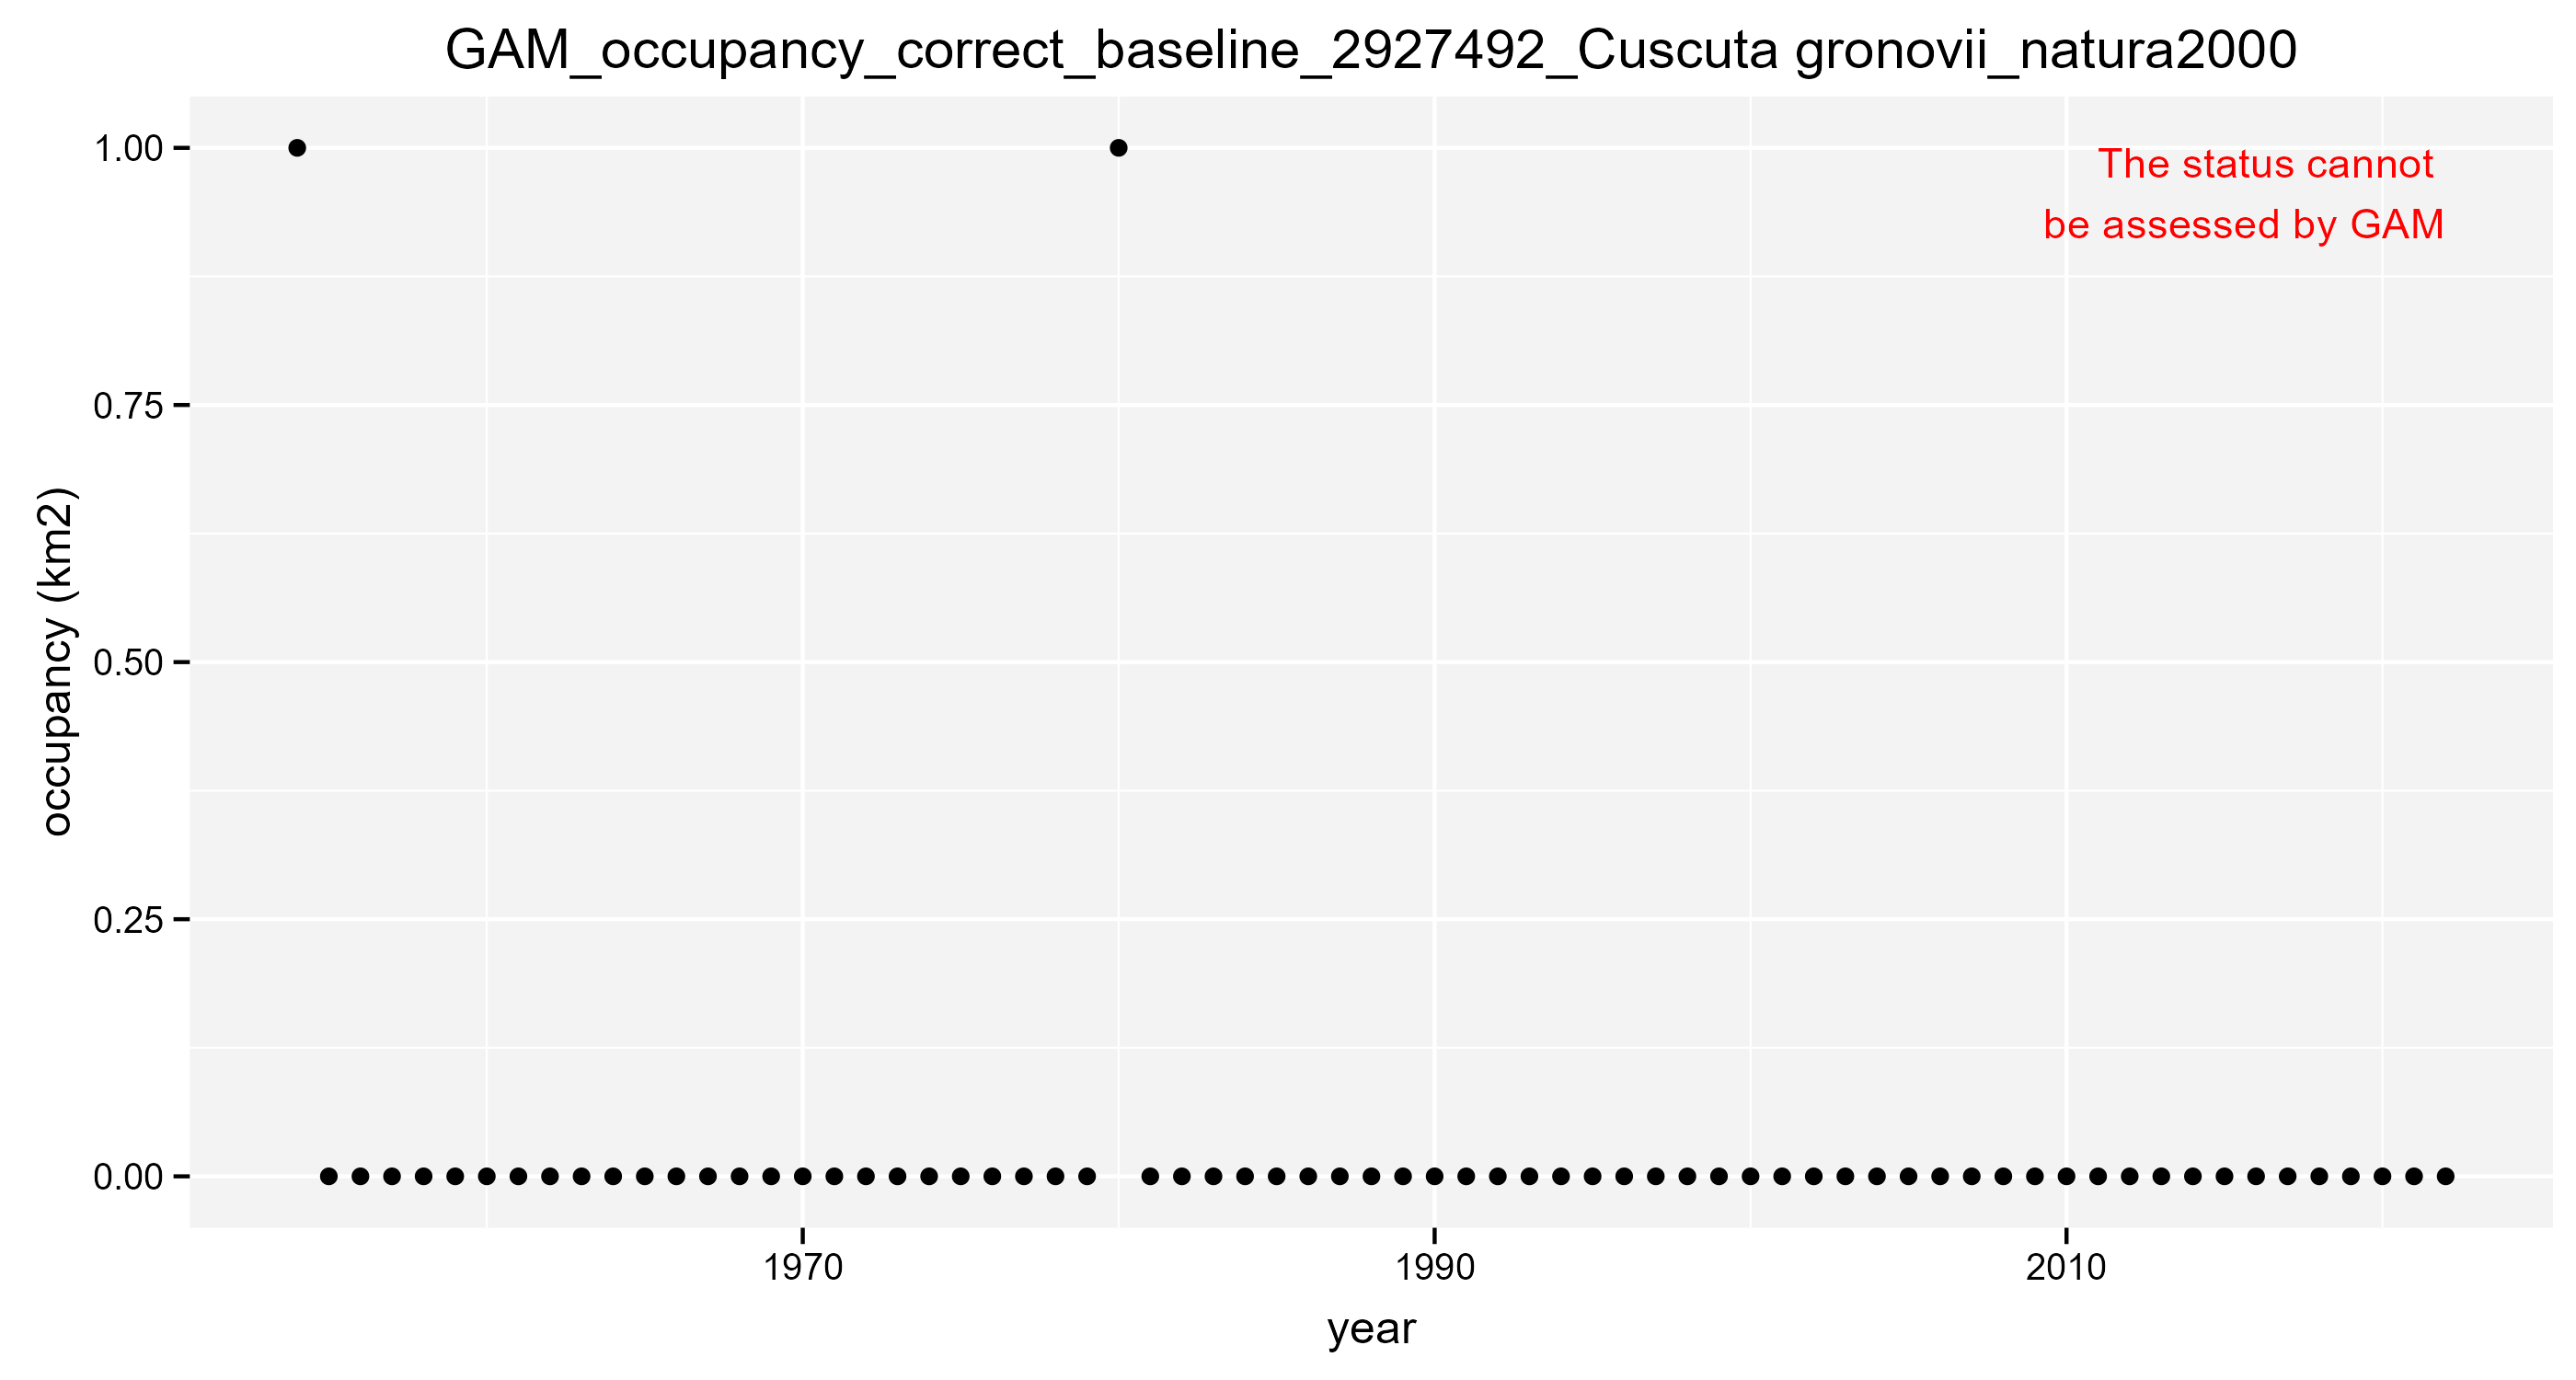 GAM_occupancy_correct_baseline_2927492_Cuscuta gronovii_natura2000
The status cannot
be assessed by GAM
1.00
0.75
0.50
0.25
0.00
occupancy (km2)
1970
1990
2010
year